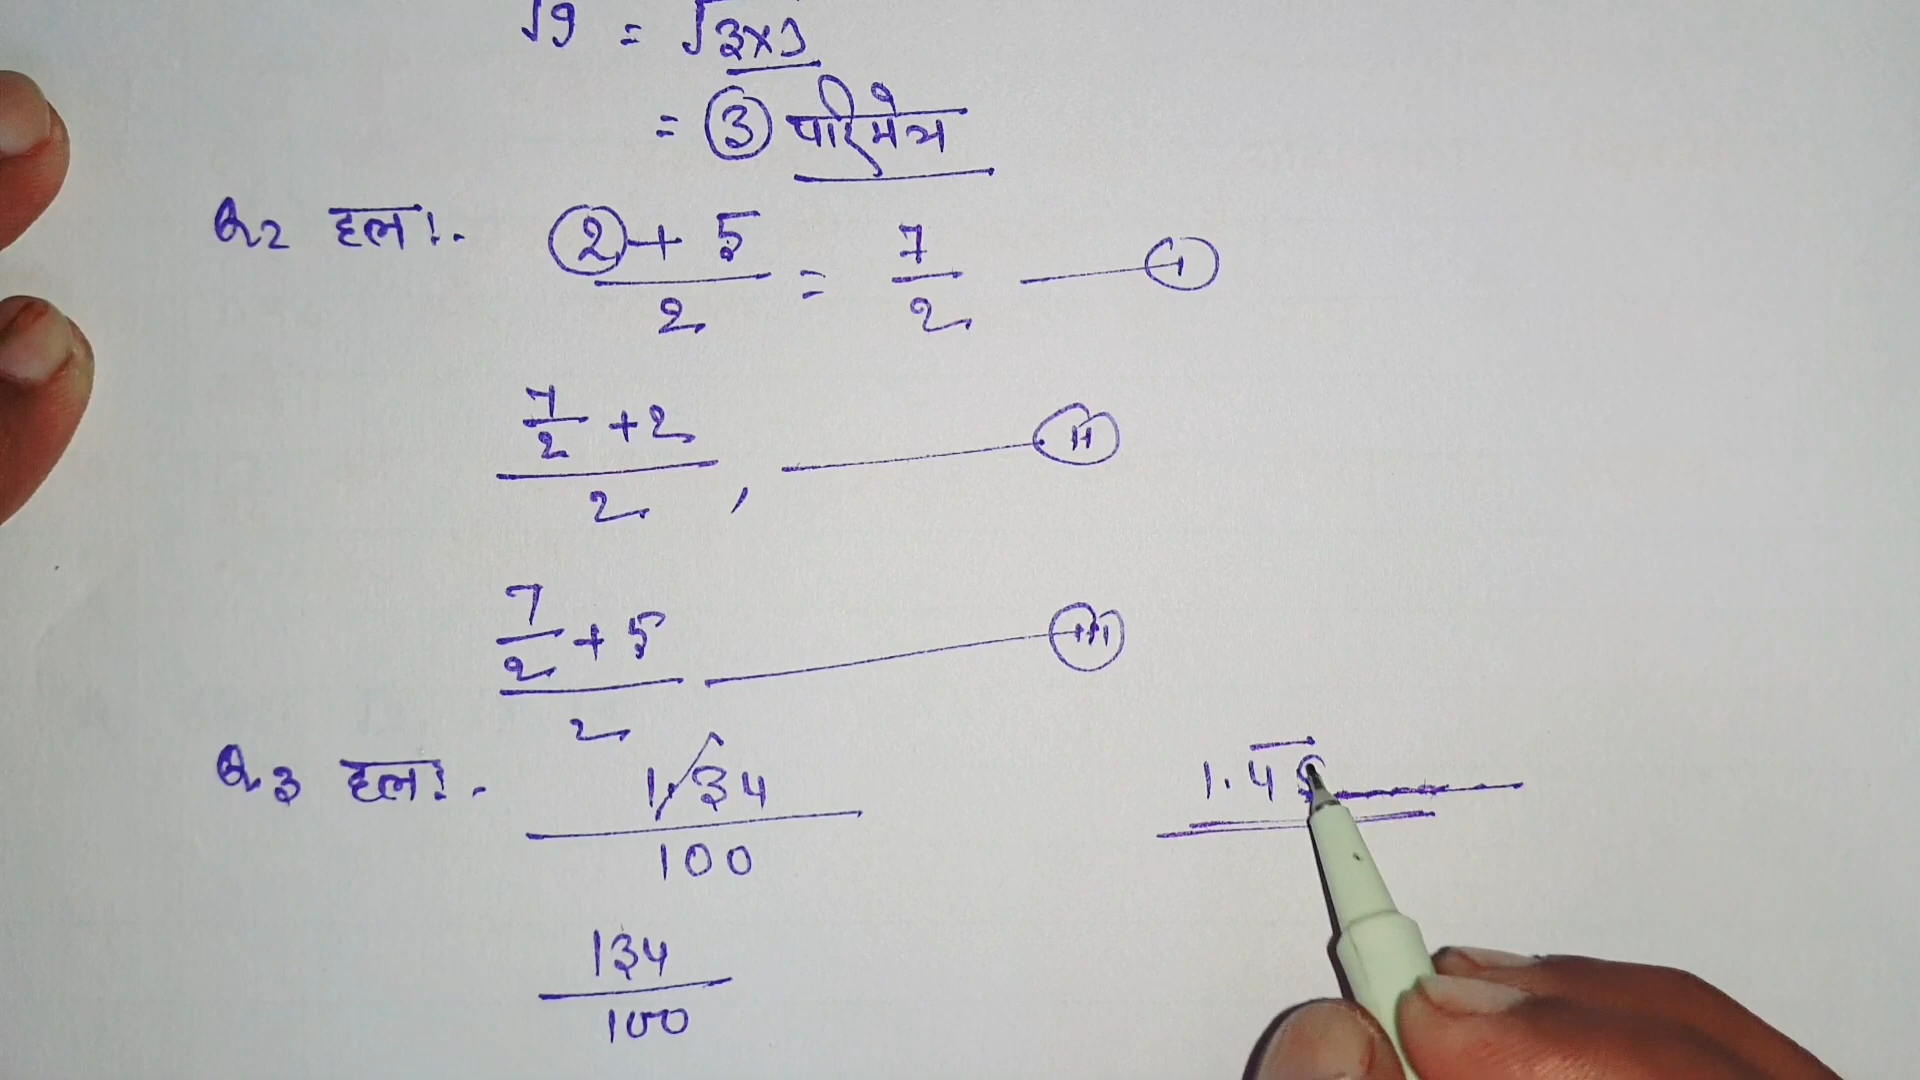 √9 = √3×3
= 3 परिमेय
Q2 हल:- 2 + 5 / 2 = 7/2 — I
7/2 + 2 / 2 , — II
7/2 + 5 / 2 — III
Q3 हल:- 1.34 / 100
1.4
134 / 100